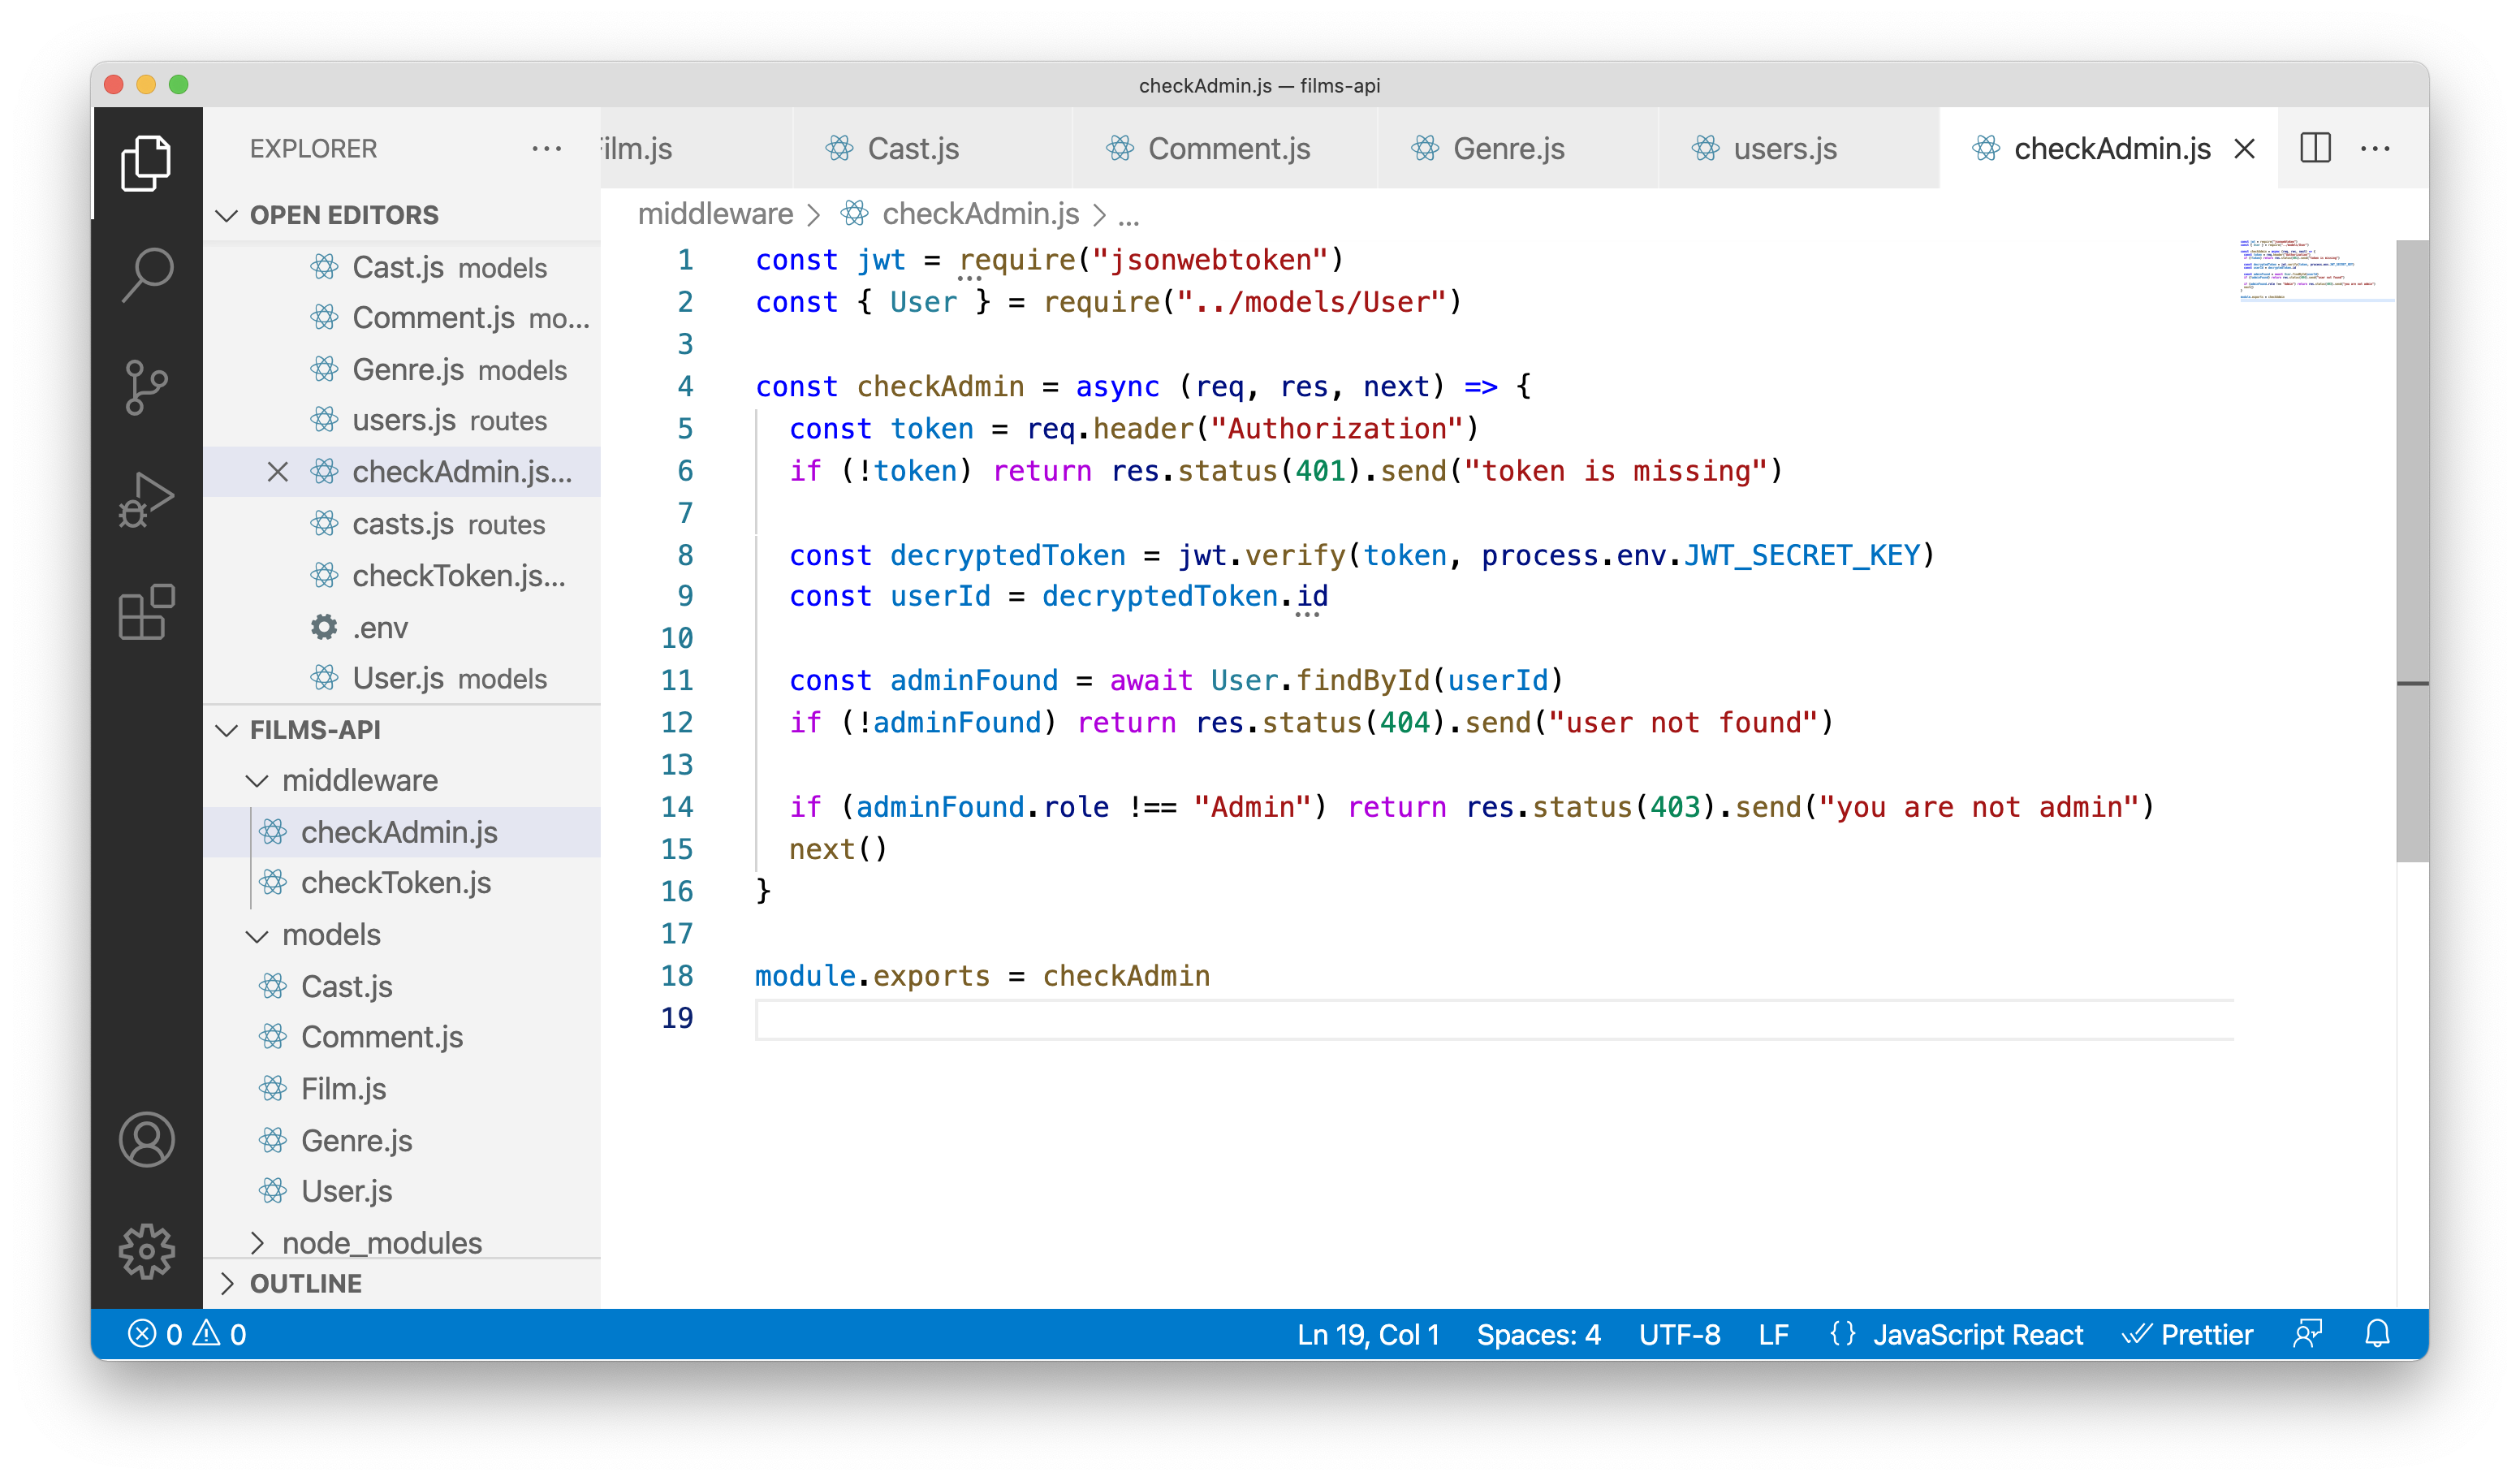 checkAdmin.js — films-api
EXPLORER ···
ilm.js
Cast.js
Comment.js
Genre.js
users.js
checkAdmin.js
OPEN EDITORS
Cast.js models
Comment.js mo...
Genre.js models
users.js routes
checkAdmin.js...
casts.js routes
checkToken.js...
.env
User.js models
FILMS-API
middleware
checkAdmin.js
checkToken.js
models
Cast.js
Comment.js
Film.js
Genre.js
User.js
node_modules
OUTLINE
middleware > checkAdmin.js > ...
1 const jwt = require("jsonwebtoken")
2 const { User } = require("../models/User")
3
4 const checkAdmin = async (req, res, next) => {
5 const token = req.header("Authorization")
6 if (!token) return res.status(401).send("token is missing")
7
8 const decryptedToken = jwt.verify(token, process.env.JWT_SECRET_KEY)
9 const userId = decryptedToken.id
10
11 const adminFound = await User.findById(userId)
12 if (!adminFound) return res.status(404).send("user not found")
13
14 if (adminFound.role !== "Admin") return res.status(403).send("you are not admin")
15 next()
16 }
17
18 module.exports = checkAdmin
19
0 0
Ln 19, Col 1
Spaces: 4
UTF-8
LF
{} JavaScript React
Prettier